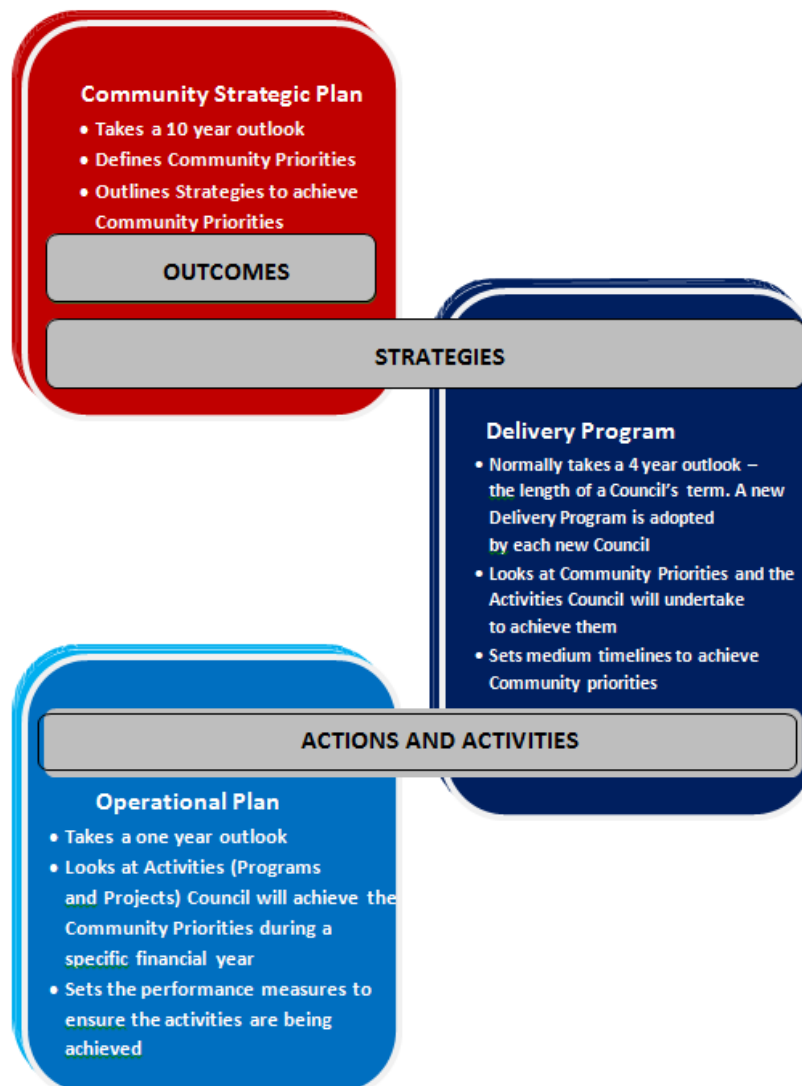 Community Strategic Plan
• Takes a 10 year outlook
• Defines Community Priorities
• Outlines Strategies to achieve
Community Priorities
OUTCOMES
STRATEGIES
Delivery Program
• Normally takes a 4 year outlook –
the length of a Council's term. A new
Delivery Program is adopted
by each new Council
• Looks at Community Priorities and the
Activities Council will undertake
to achieve them
• Sets medium timelines to achieve
Community priorities
ACTIONS AND ACTIVITIES
Operational Plan
• Takes a one year outlook
• Looks at Activities (Programs
and Projects) Council will achieve the
Community Priorities during a
specific financial year
• Sets the performance measures to
ensure the activities are being
achieved